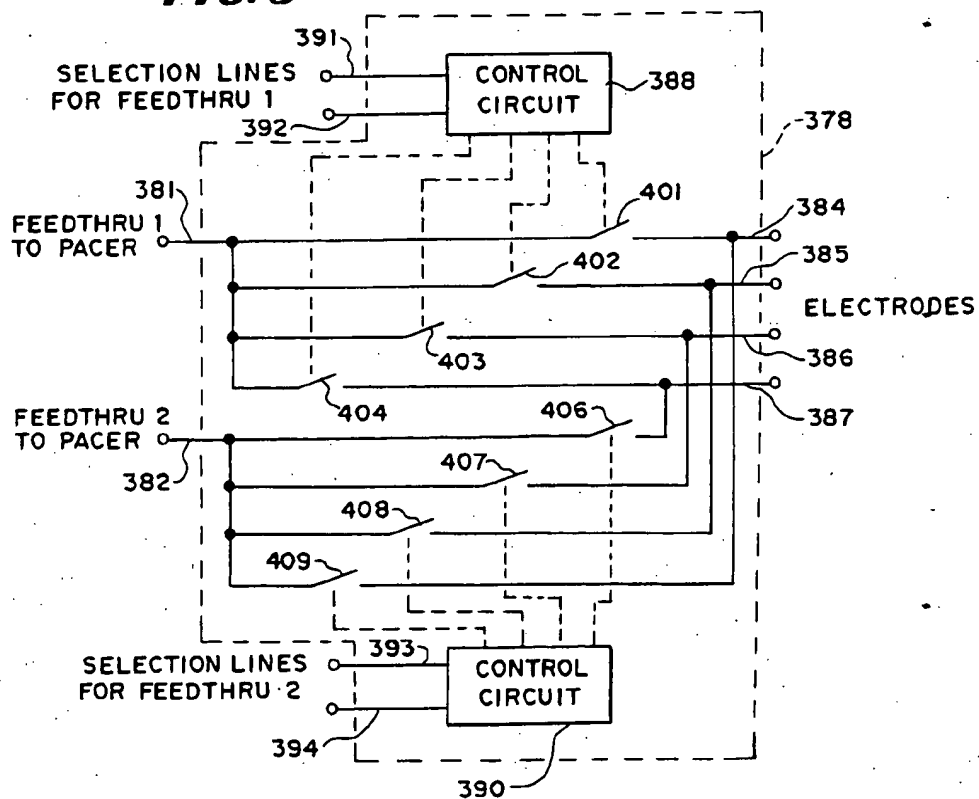 391
SELECTION LINES
FOR FEEDTHRU 1
392
CONTROL
CIRCUIT
388
378
381
FEEDTHRU 1
TO PACER
401
384
402
385
ELECTRODES
403
386
404
387
FEEDTHRU 2
TO PACER
382
406
407
408
409
SELECTION LINES
FOR FEEDTHRU 2
393
394
CONTROL
CIRCUIT
390